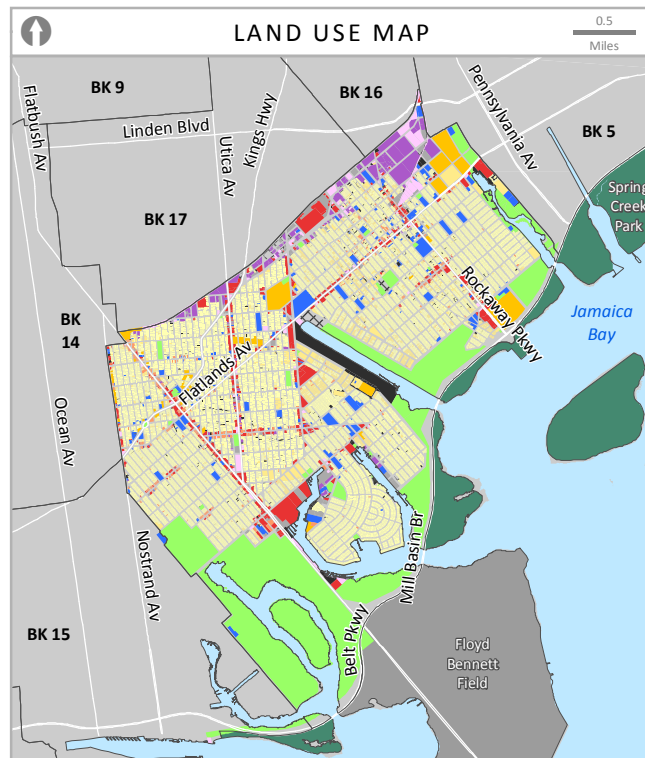 LAND USE MAP
0.5
Miles
BK 9
BK 16
Pennsylvania Av
Flatbush Av
Linden Blvd
Utica Av
Kings Hwy
BK 5
Spring
Creek
Park
BK 17
Rockaway Pkwy
Jamaica
Bay
BK
14
Flatlands Av
Ocean Av
Nostrand Av
Mill Basin Br
Belt Pkwy
BK 15
Floyd
Bennett
Field